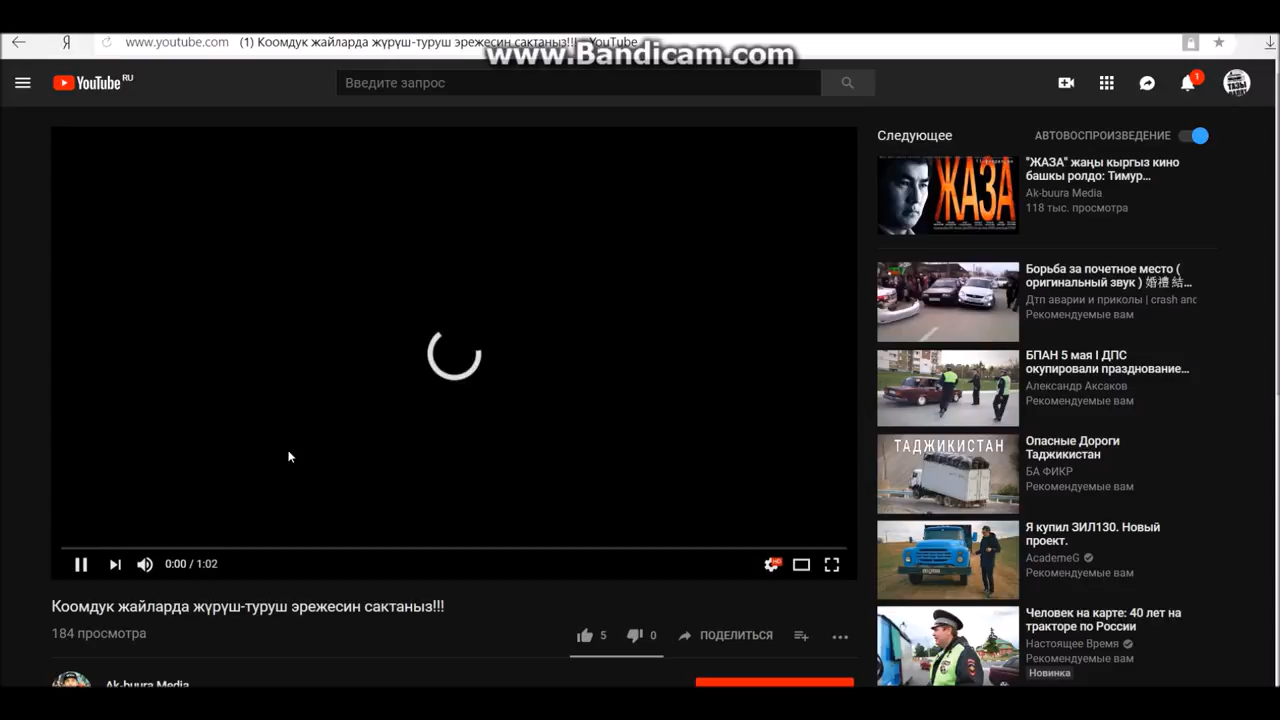 www.Bandicam.com
Я www.youtube.com (1) Коомдук жайларда жүрүш-туруш эрежесин сактаныз!!! - YouTube
YouTube RU
Введите запрос
1
Следующее
АВТОВОСПРОИЗВЕДЕНИЕ
ЖАЗА
"ЖАЗА" жаңы кыргыз кино
башкы ролдо: Тимур...
Ak-buura Media
118 тыс. просмотра
Борьба за почетное место (
оригинальный звук ) 婚禮 結...
Дтп аварии и приколы | crash and
Рекомендуемые вам
БПАН 5 мая I ДПС
окупировали празднование...
Александр Аксаков
Рекомендуемые вам
ТАДЖИКИСТАН
Опасные Дороги
Таджикистан
БА ФИКР
Рекомендуемые вам
Я купил ЗИЛ130. Новый
проект.
AcademeG
Рекомендуемые вам
Человек на карте: 40 лет на
тракторе по России
Настоящее Время
Рекомендуемые вам
Новинка
0:00 / 1:02
HD
Коомдук жайларда жүрүш-туруш эрежесин сактаныз!!!
184 просмотра
5
0
ПОДЕЛИТЬСЯ
Ak-buura Media